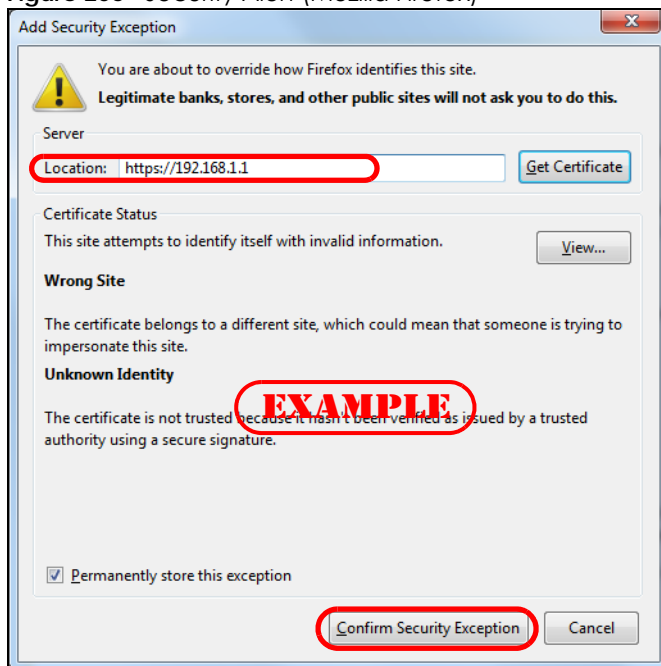 Add Security Exception
You are about to override how Firefox identifies this site.
Legitimate banks, stores, and other public sites will not ask you to do this.
Server
Location: https://192.168.1.1 Get Certificate
Certificate Status
This site attempts to identify itself with invalid information. View...
Wrong Site
The certificate belongs to a different site, which could mean that someone is trying to
impersonate this site.
Unknown Identity
EXAMPLE
The certificate is not trusted because it hasn't been verified as issued by a trusted
authority using a secure signature.
Permanently store this exception
Confirm Security Exception Cancel